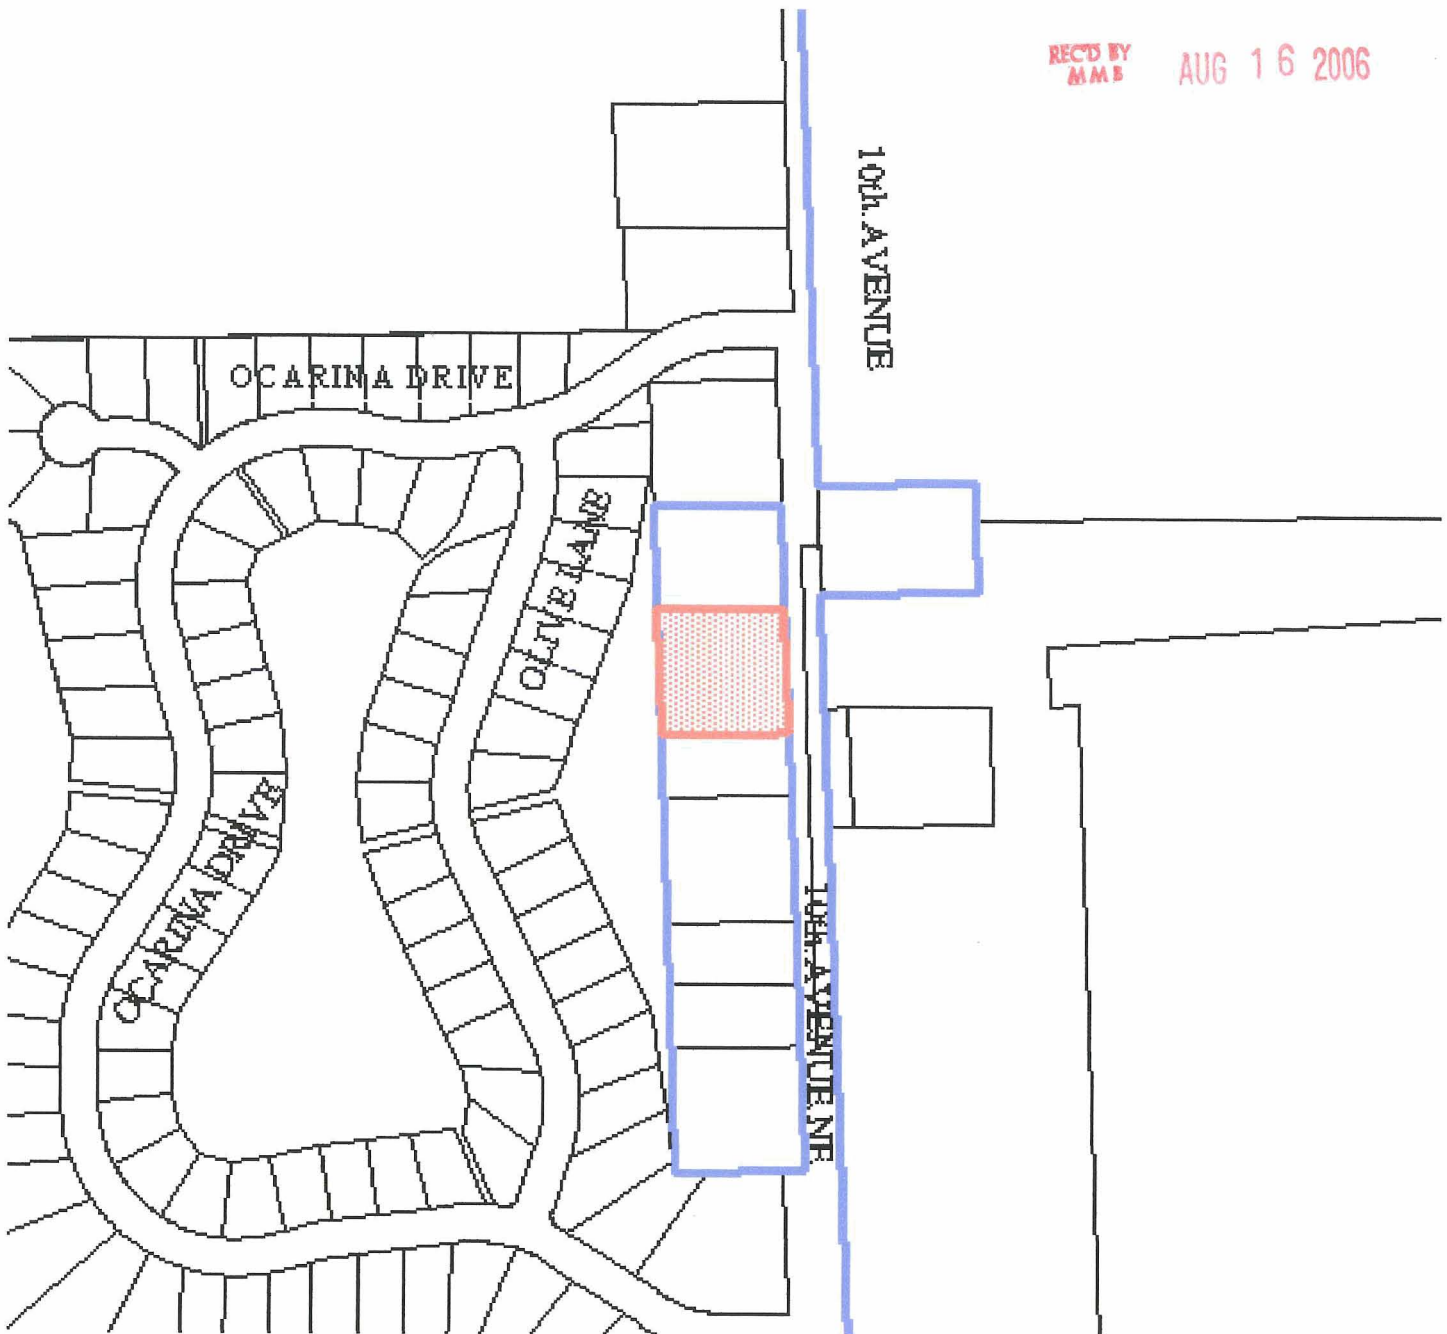 REC'D BY
MMB
AUG 16 2006
10th. AVENUE
OCARINA DRIVE
OLIVE LANE
OCARINA DRIVE
10th. AVENUE NE